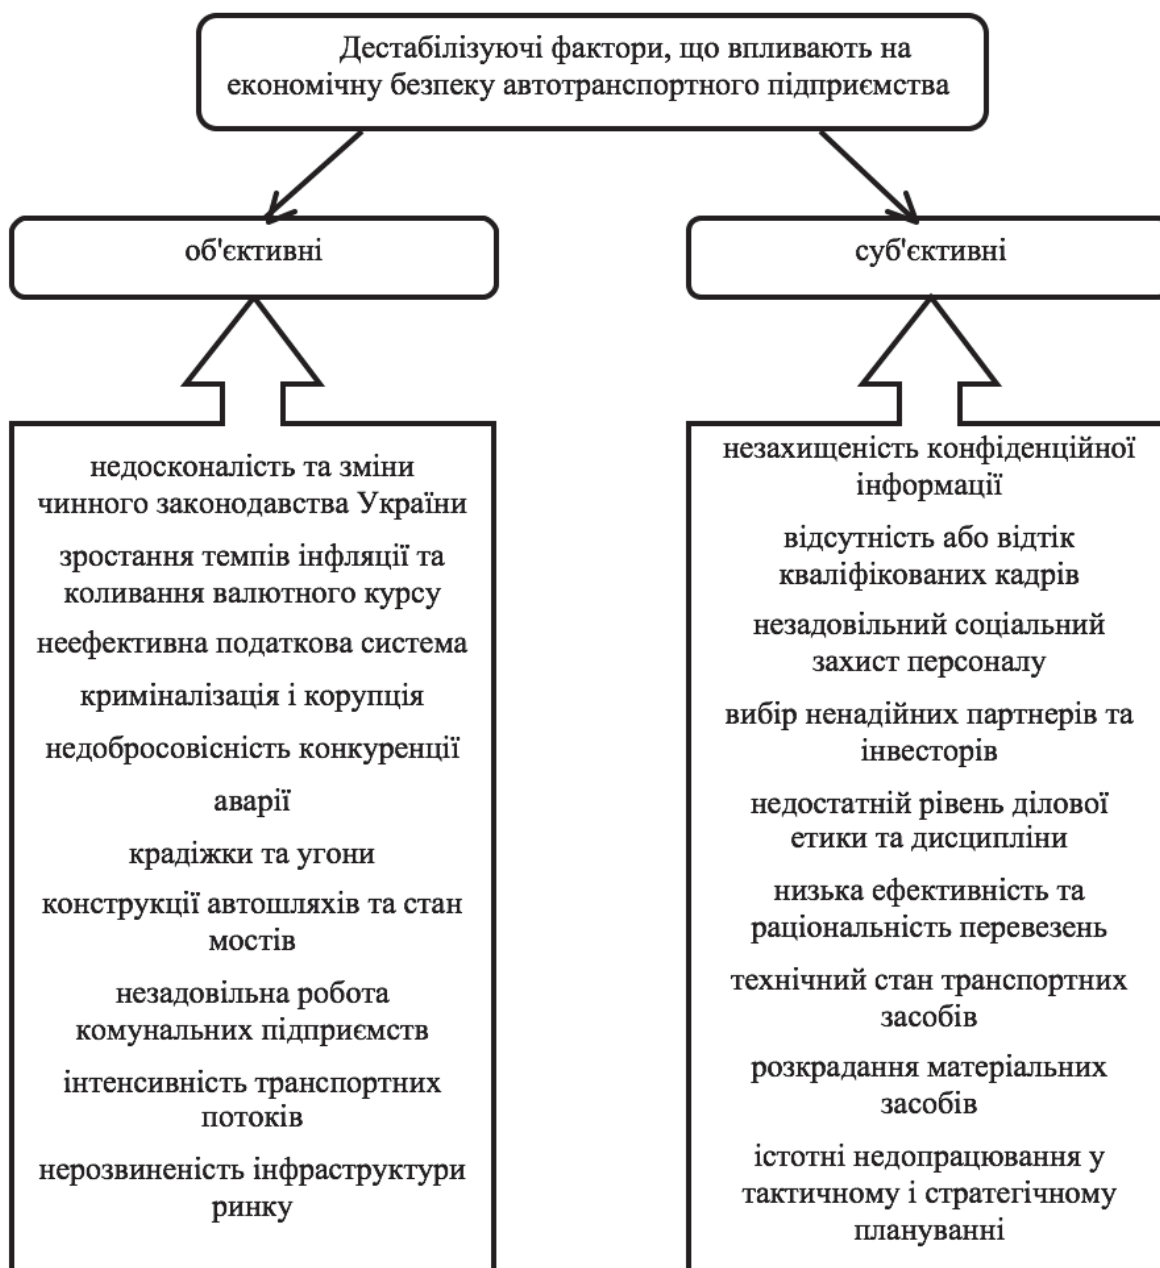 Дестабілізуючі фактори, що впливають на
економічну безпеку автотранспортного підприємства
об'єктивні
суб'єктивні
недосконалість та зміни
чинного законодавства України
зростання темпів інфляції та
коливання валютного курсу
неефективна податкова система
криміналізація і корупція
недобросовісність конкуренції
аварії
крадіжки та угони
конструкції автошляхів та стан
мостів
незадовільна робота
комунальних підприємств
інтенсивність транспортних
потоків
нерозвиненість інфраструктури
ринку
незахищеність конфіденційної
інформації
відсутність або відтік
кваліфікованих кадрів
незадовільний соціальний
захист персоналу
вибір ненадійних партнерів та
інвесторів
недостатній рівень ділової
етики та дисципліни
низька ефективність та
раціональність перевезень
технічний стан транспортних
засобів
розкрадання матеріальних
засобів
істотні недопрацювання у
тактичному і стратегічному
плануванні